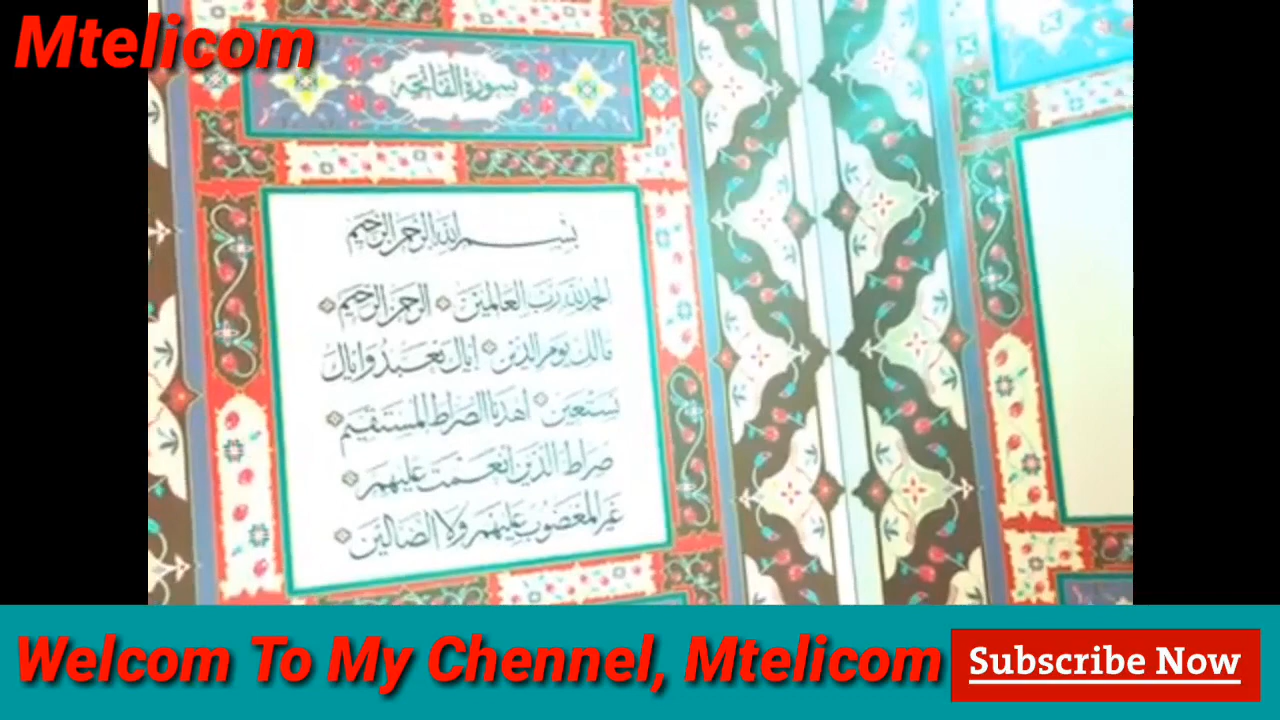 Mtelicom
سورة الفاتحه
بسم الله الرحمن الرحيم
الحمد لله رب العالمين الرحمن الرحيم
مالك يوم الدين إياك نعبد وإياك
نستعين اهدنا الصراط المستقيم
صراط الذين أنعمت عليهم
غير المغضوب عليهم ولا الضالين
Welcom To My Chennel, Mtelicom
Subscribe Now